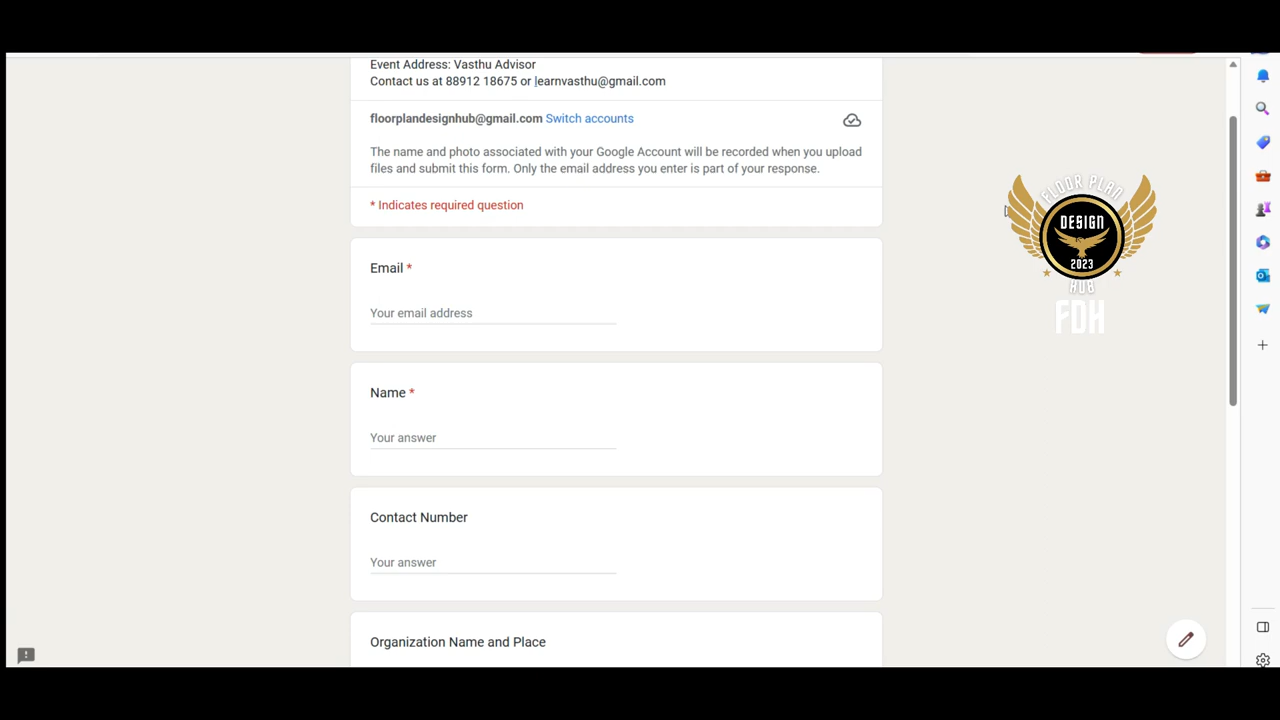 Event Address: Vasthu Advisor
Contact us at 88912 18675 or learnvasthu@gmail.com
floorplandesignhub@gmail.com Switch accounts
The name and photo associated with your Google Account will be recorded when you upload
files and submit this form. Only the email address you enter is part of your response.
* Indicates required question
Email *
Your email address
Name *
Your answer
Contact Number
Your answer
Organization Name and Place
FLOOR PLAN
DESIGN
2023
HUB
FDH